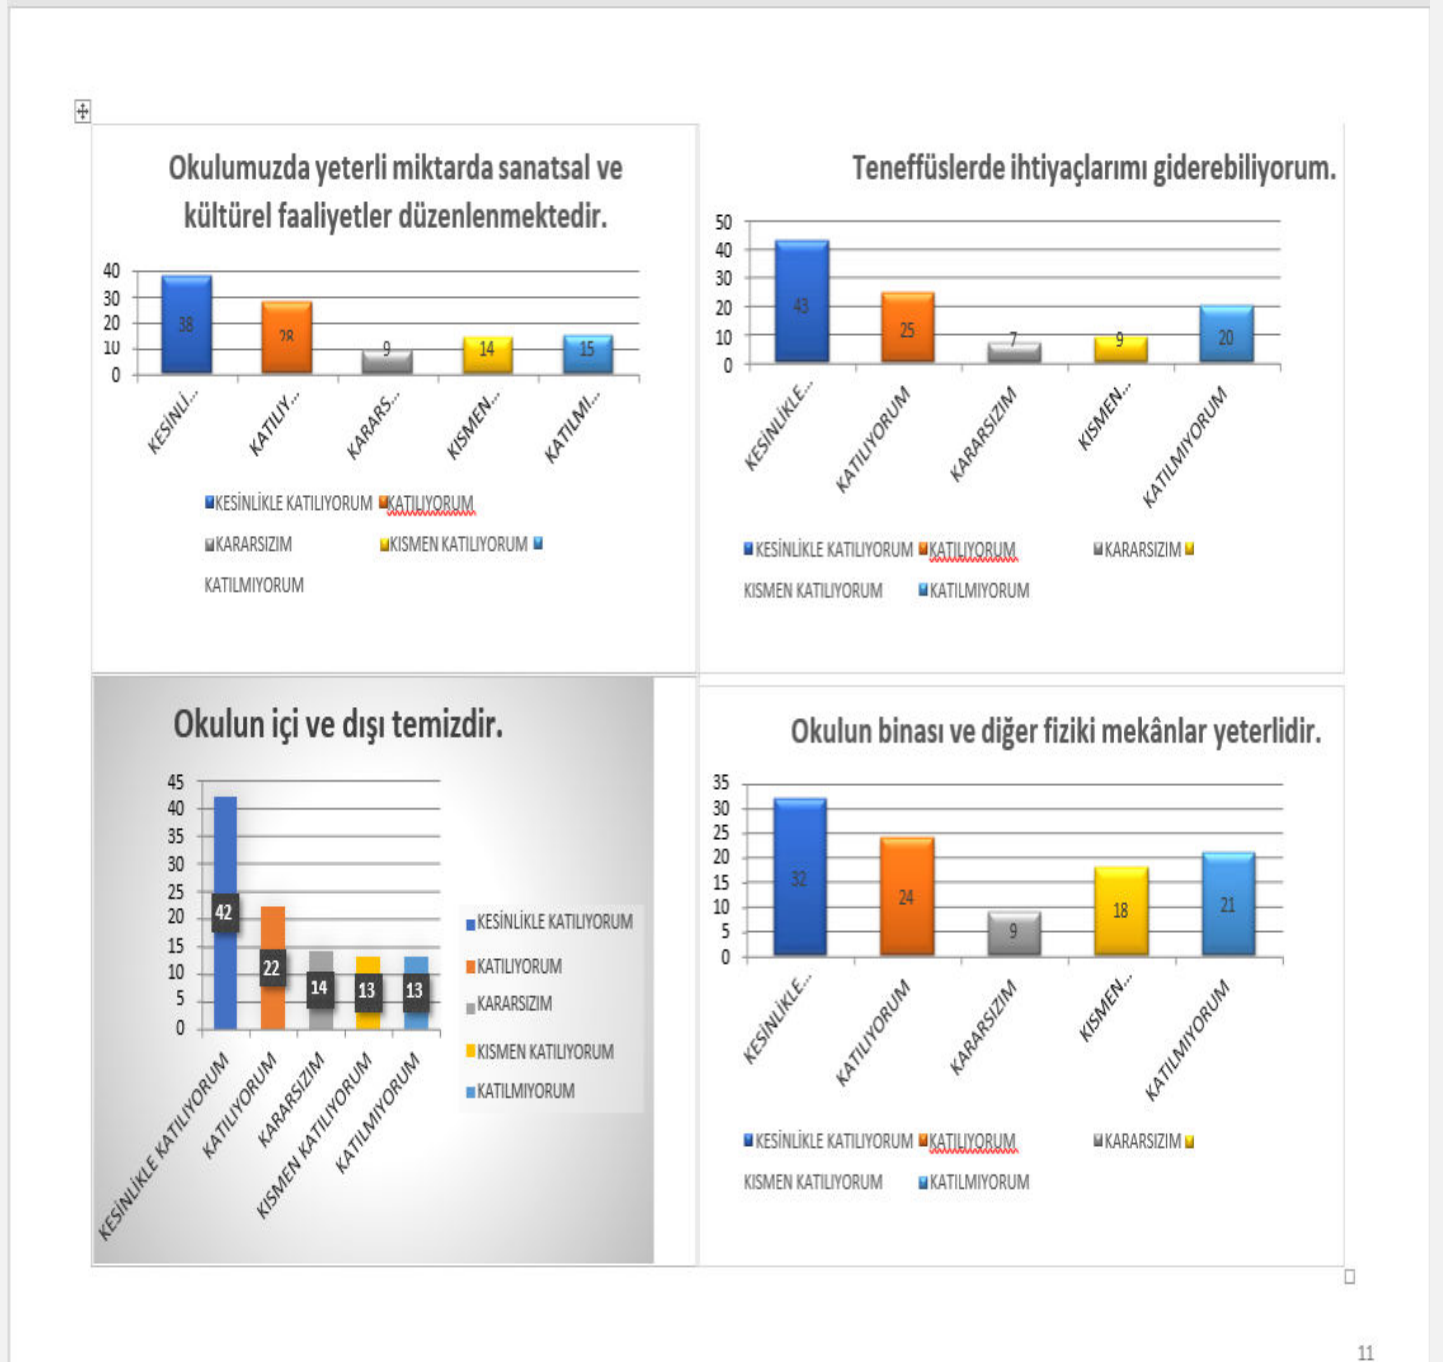 Okulumuzda yeterli miktarda sanatsal ve
kültürel faaliyetler düzenlenmektedir.
40
30
20
10
0
38
28
9
14
15
KESİNLİ...
KATILIY...
KARARS...
KISMEN...
KATILMI...
KESİNLİKLE KATILIYORUM KATILIYORUM
KARARSIZIM KISMEN KATILIYORUM
KATILMIYORUM
Teneffüslerde ihtiyaçlarımı giderebiliyorum.
50
40
30
20
10
0
43
25
7
9
20
KESİNLİKLE...
KATILIYORUM
KARARSIZIM
KISMEN...
KATILMIYORUM
KESİNLİKLE KATILIYORUM KATILIYORUM KARARSIZIM
KISMEN KATILIYORUM KATILMIYORUM
Okulun içi ve dışı temizdir.
45
40
35
30
25
20
15
10
5
0
42
22
14
13
13
KESİNLİKLE KATILIYORUM
KATILIYORUM
KARARSIZIM
KISMEN KATILIYORUM
KATILMIYORUM
KESİNLİKLE KATILIYORUM
KATILIYORUM
KARARSIZIM
KISMEN KATILIYORUM
KATILMIYORUM
Okulun binası ve diğer fiziki mekânlar yeterlidir.
35
30
25
20
15
10
5
0
32
24
9
18
21
KESİNLİKLE...
KATILIYORUM
KARARSIZIM
KISMEN...
KATILMIYORUM
KESİNLİKLE KATILIYORUM KATILIYORUM KARARSIZIM
KISMEN KATILIYORUM KATILMIYORUM
11